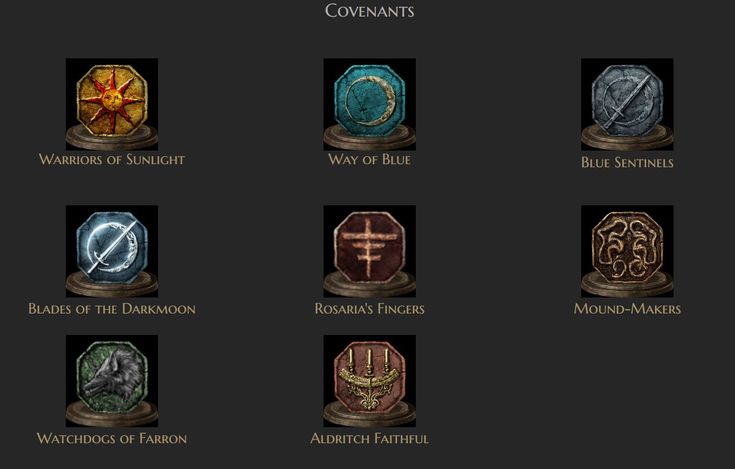 Covenants
Warriors of Sunlight
Way of Blue
Blue Sentinels
Blades of the Darkmoon
Rosaria's Fingers
Mound-Makers
Watchdogs of Farron
Aldritch Faithful